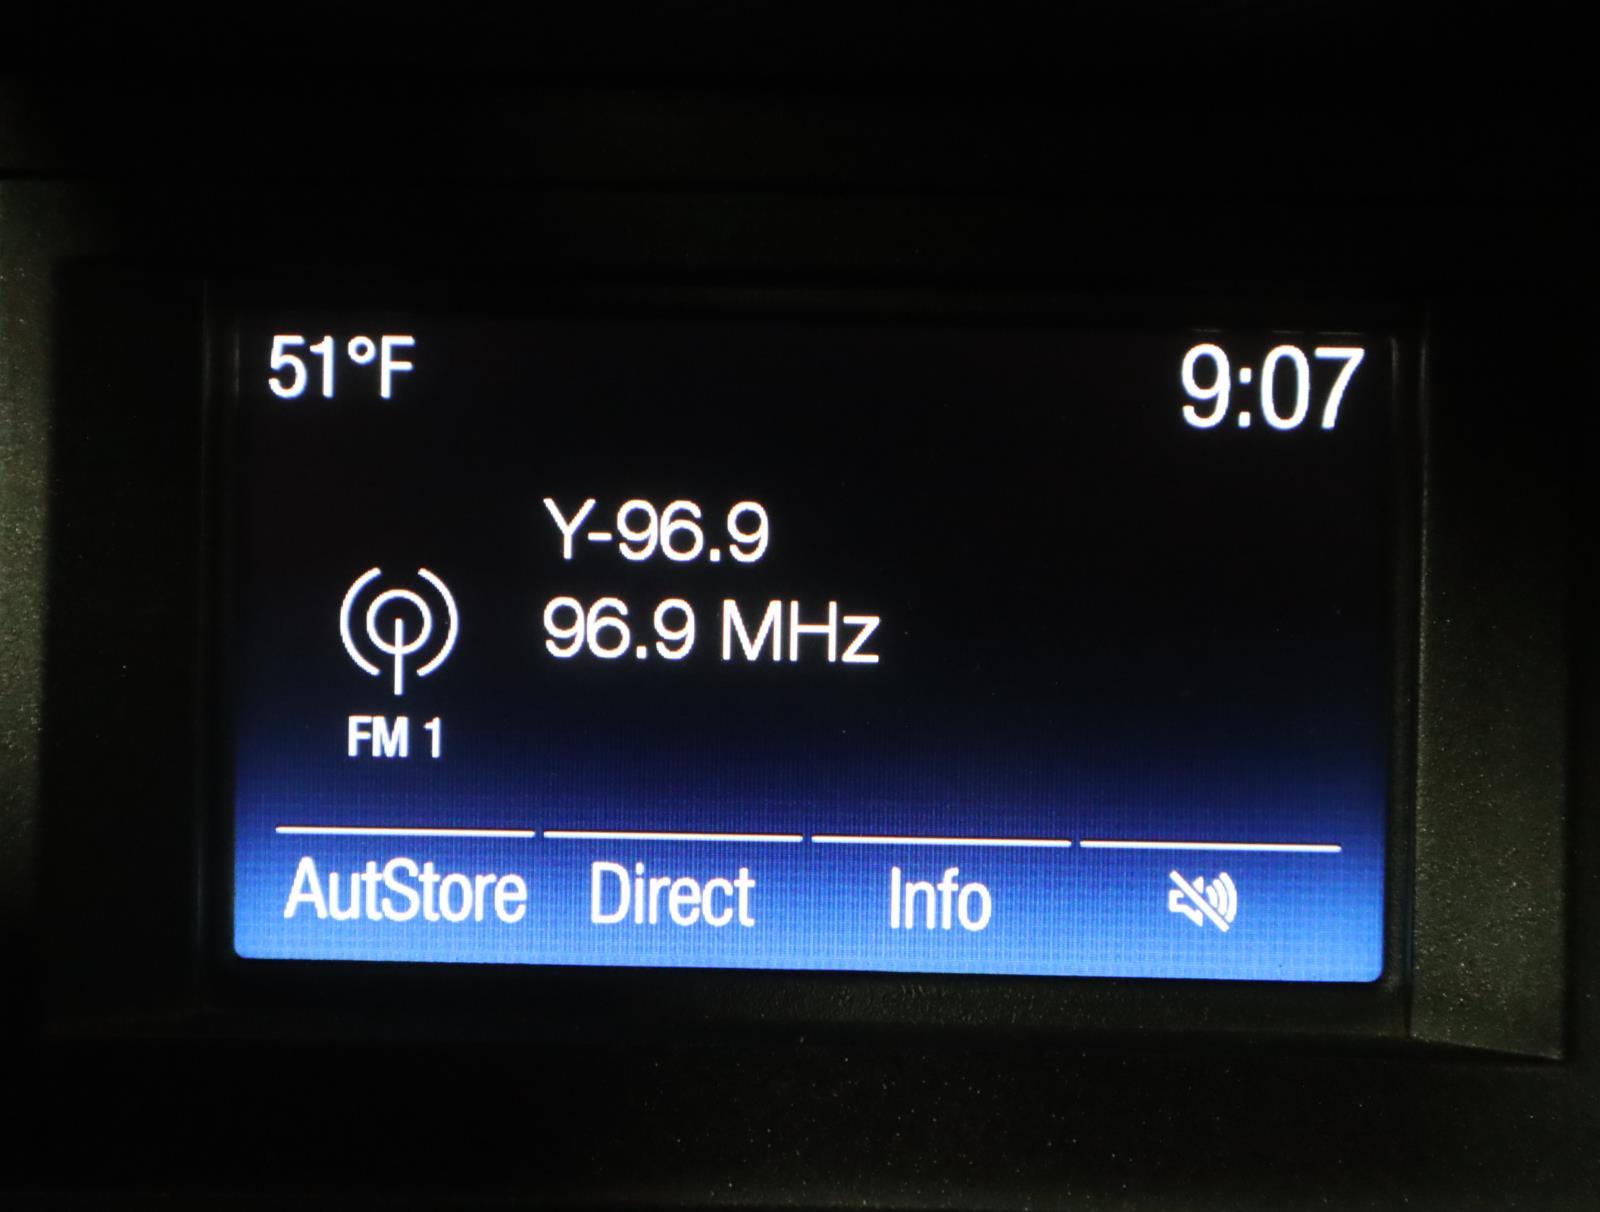 51°F
9:07
Y-96.9
96.9 MHz
FM 1
AutStore
Direct
Info